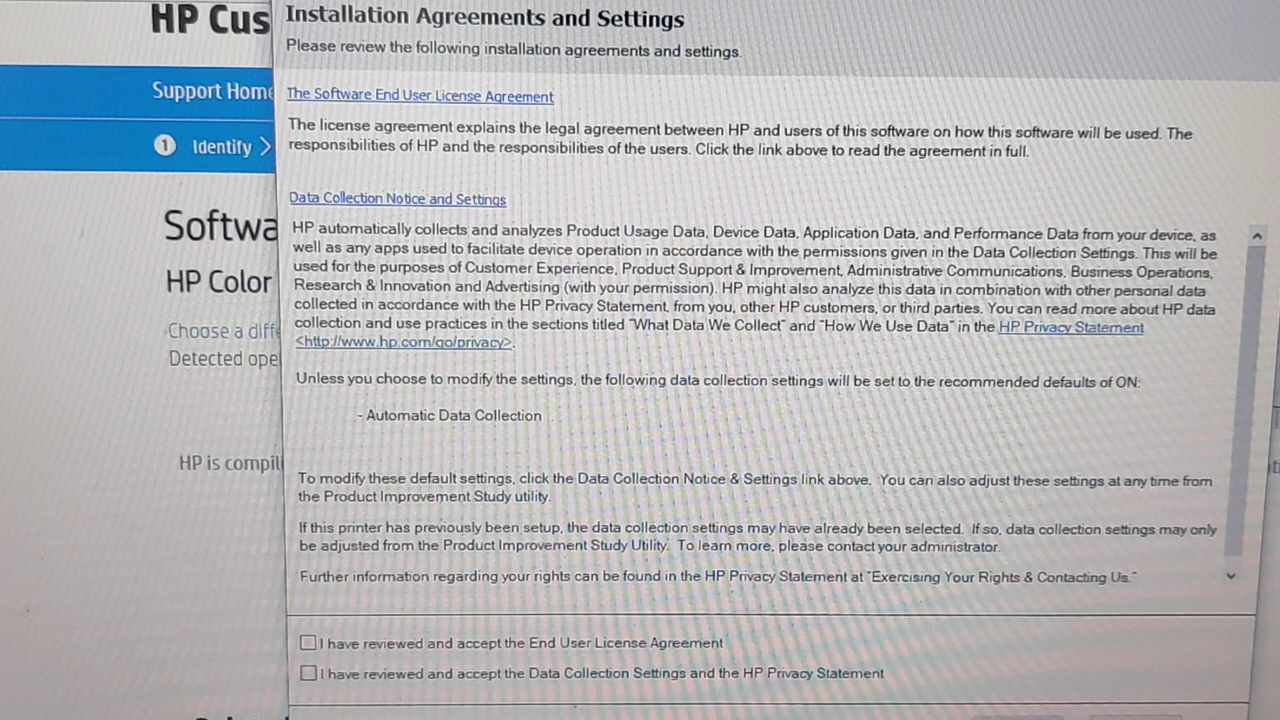 HP Cus
Support Home
1 Identify >
Softwa
HP Color
Choose a diffe
Detected ope
HP is compil
Installation Agreements and Settings
Please review the following installation agreements and settings.
The Software End User License Agreement
The license agreement explains the legal agreement between HP and users of this software on how this software will be used. The
responsibilities of HP and the responsibilities of the users. Click the link above to read the agreement in full.
Data Collection Notice and Settings
HP automatically collects and analyzes Product Usage Data, Device Data, Application Data, and Performance Data from your device, as
well as any apps used to facilitate device operation in accordance with the permissions given in the Data Collection Settings. This will be
used for the purposes of Customer Experience, Product Support & Improvement, Administrative Communications, Business Operations,
Research & Innovation and Advertising (with your permission). HP might also analyze this data in combination with other personal data
collected in accordance with the HP Privacy Statement, from you, other HP customers, or third parties. You can read more about HP data
collection and use practices in the sections titled "What Data We Collect" and "How We Use Data" in the HP Privacy Statement
<http://www.hp.com/go/privacy>.
Unless you choose to modify the settings, the following data collection settings will be set to the recommended defaults of ON:
- Automatic Data Collection
To modify these default settings, click the Data Collection Notice & Settings link above. You can also adjust these settings at any time from
the Product Improvement Study utility.
If this printer has previously been setup, the data collection settings may have already been selected. If so, data collection settings may only
be adjusted from the Product Improvement Study Utility. To learn more, please contact your administrator.
Further information regarding your rights can be found in the HP Privacy Statement at "Exercising Your Rights & Contacting Us."
I have reviewed and accept the End User License Agreement
I have reviewed and accept the Data Collection Settings and the HP Privacy Statement